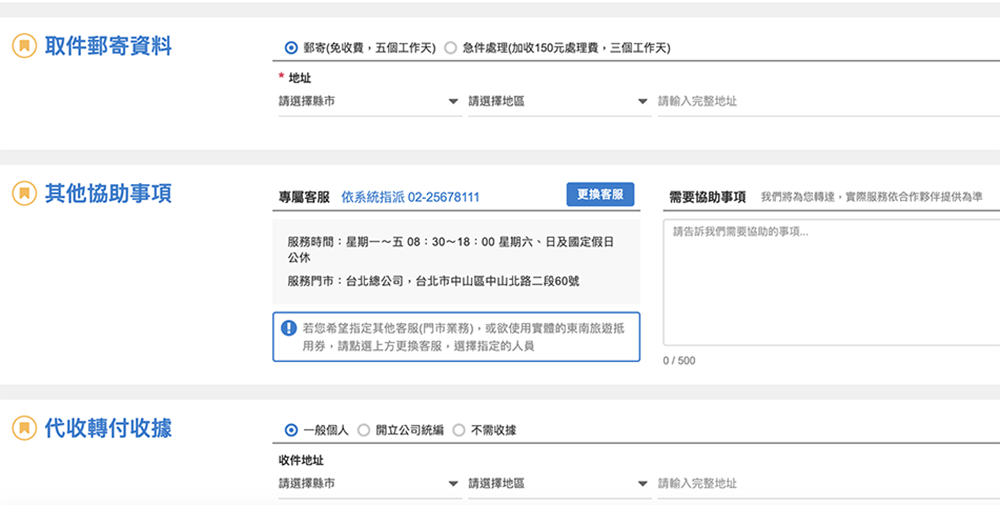 取件郵寄資料
郵寄(免收費，五個工作天) 急件處理(加收150元處理費，三個工作天)
* 地址
請選擇縣市 請選擇地區 請輸入完整地址
其他協助事項
專屬客服 依系統指派 02-25678111 更換客服
服務時間：星期一～五 08：30～18：00 星期六、日及國定假日
公休
服務門市：台北總公司，台北市中山區中山北路二段60號
若您希望指定其他客服(門市業務)，或欲使用實體的東南旅遊抵
用券，請點選上方更換客服，選擇指定的人員
需要協助事項 我們將為您轉達，實際服務依合作夥伴提供為準
請告訴我們需要協助的事項...
0 / 500
代收轉付收據
一般個人 開立公司統編 不需收據
收件地址
請選擇縣市 請選擇地區 請輸入完整地址